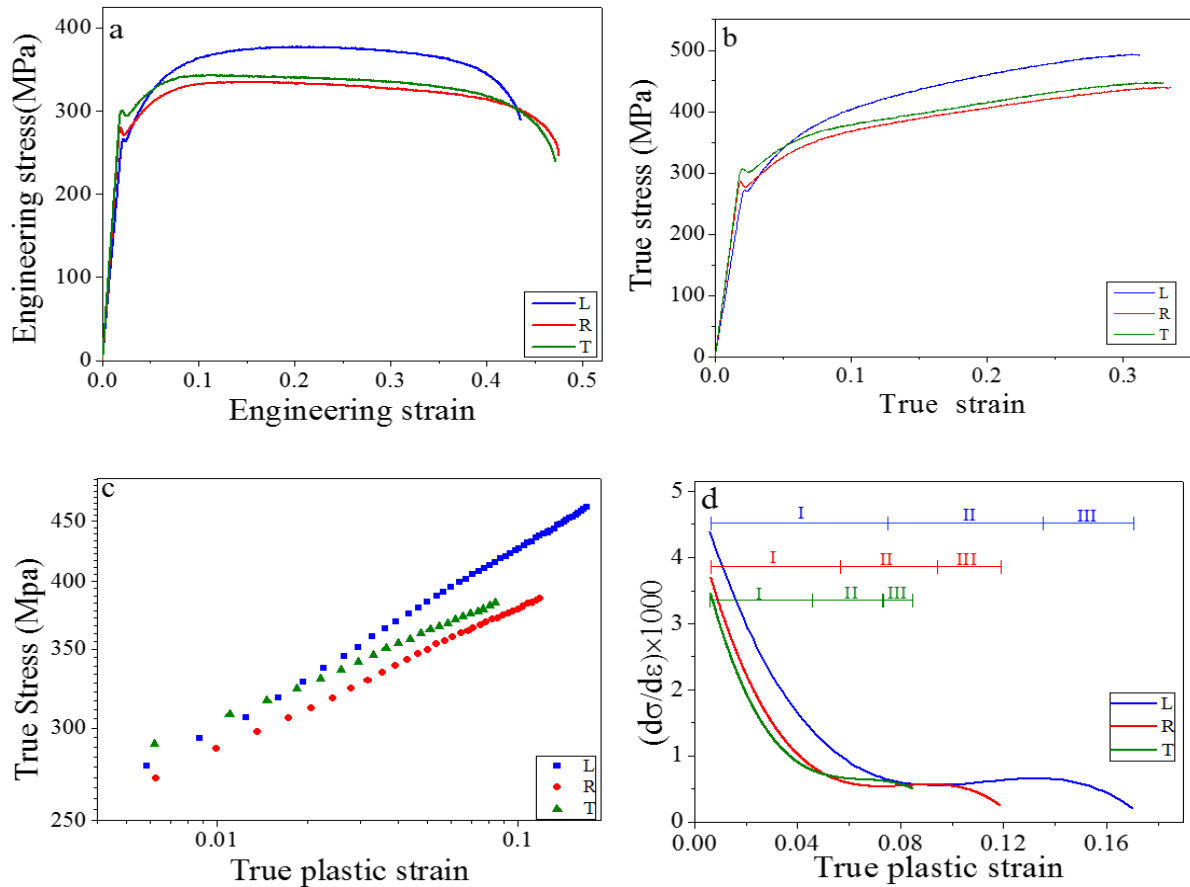 a
Engineering stress(MPa)
400
300
200
100
0
0.0 0.1 0.2 0.3 0.4 0.5
Engineering strain
L
R
T
b
True stress (MPa)
500
400
300
200
100
0
0.0 0.1 0.2 0.3
True strain
L
R
T
c
True Stress (Mpa)
450
400
350
300
250
0.01 0.1
True plastic strain
L
R
T
d
(dσ/dε)×1000
5
4
3
2
1
0
0.00 0.04 0.08 0.12 0.16
True plastic strain
I II III
I II III
I II III
L
R
T